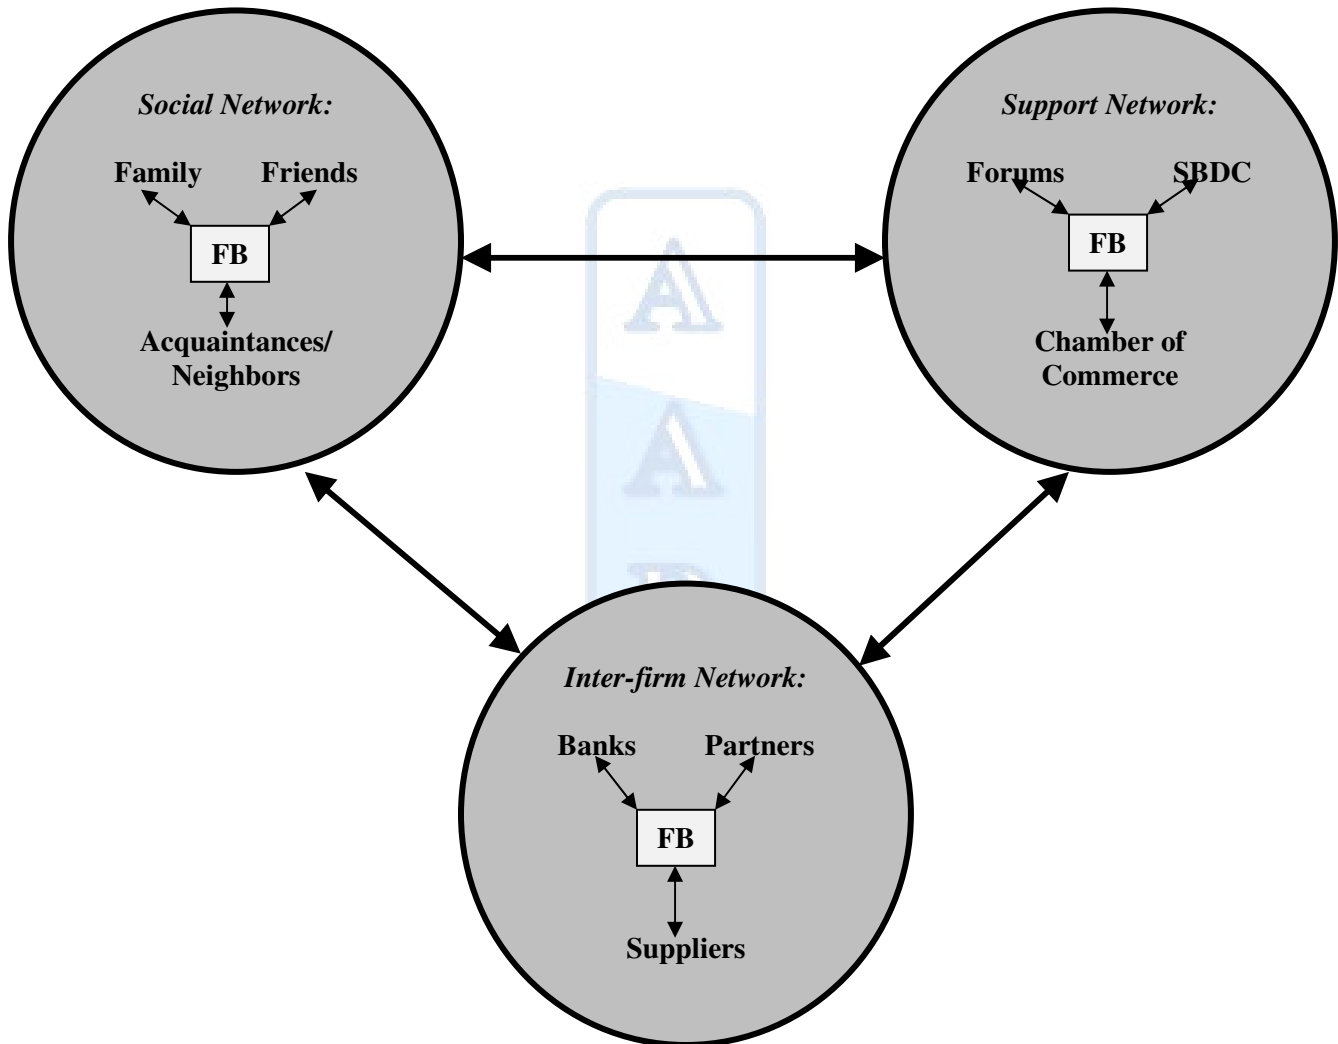 Social Network:
Family Friends
FB
Acquaintances/
Neighbors
Support Network:
Forums SBDC
FB
Chamber of
Commerce
A
A
Inter-firm Network:
Banks Partners
FB
Suppliers